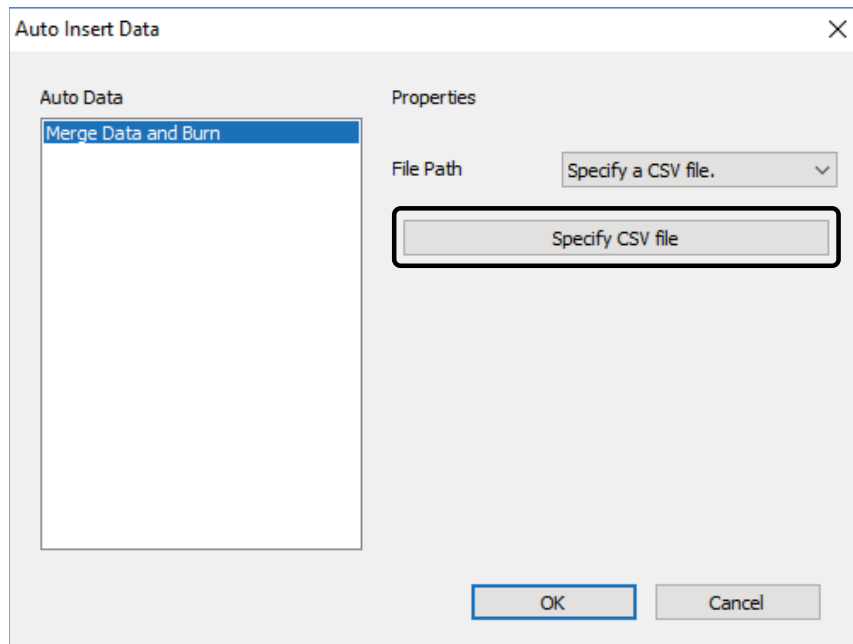 Auto Insert Data
Auto Data
Properties
Merge Data and Burn
File Path
Specify a CSV file.
Specify CSV file
OK
Cancel